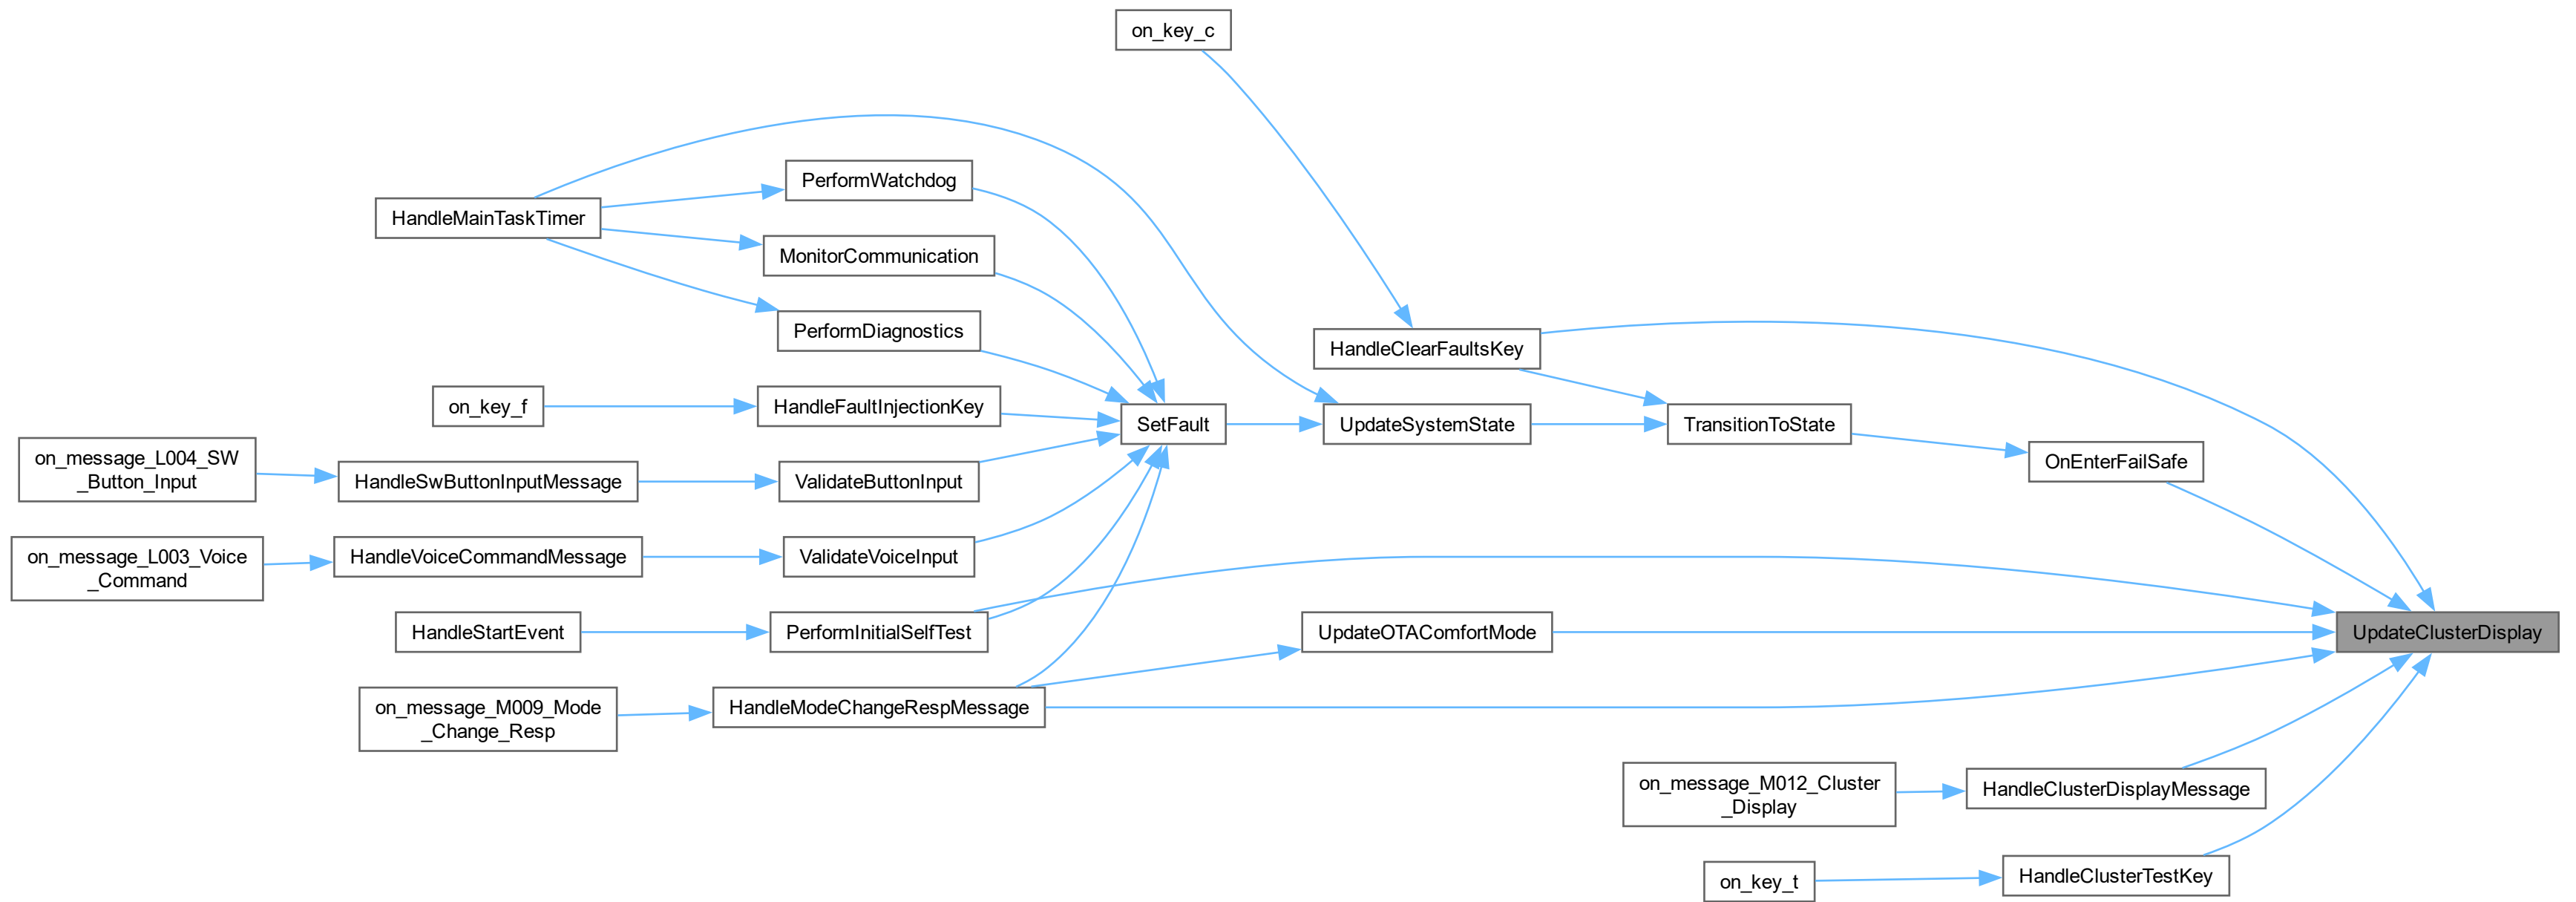 on_key_c
PerformWatchdog
HandleMainTaskTimer
MonitorCommunication
PerformDiagnostics
HandleClearFaultsKey
on_key_f
HandleFaultInjectionKey
SetFault
UpdateSystemState
TransitionToState
OnEnterFailSafe
on_message_L004_SW
_Button_Input
HandleSwButtonInputMessage
ValidateButtonInput
on_message_L003_Voice
_Command
HandleVoiceCommandMessage
ValidateVoiceInput
HandleStartEvent
PerformInitialSelfTest
UpdateOTAComfortMode
UpdateClusterDisplay
on_message_M009_Mode
_Change_Resp
HandleModeChangeRespMessage
on_message_M012_Cluster
_Display
HandleClusterDisplayMessage
on_key_t
HandleClusterTestKey